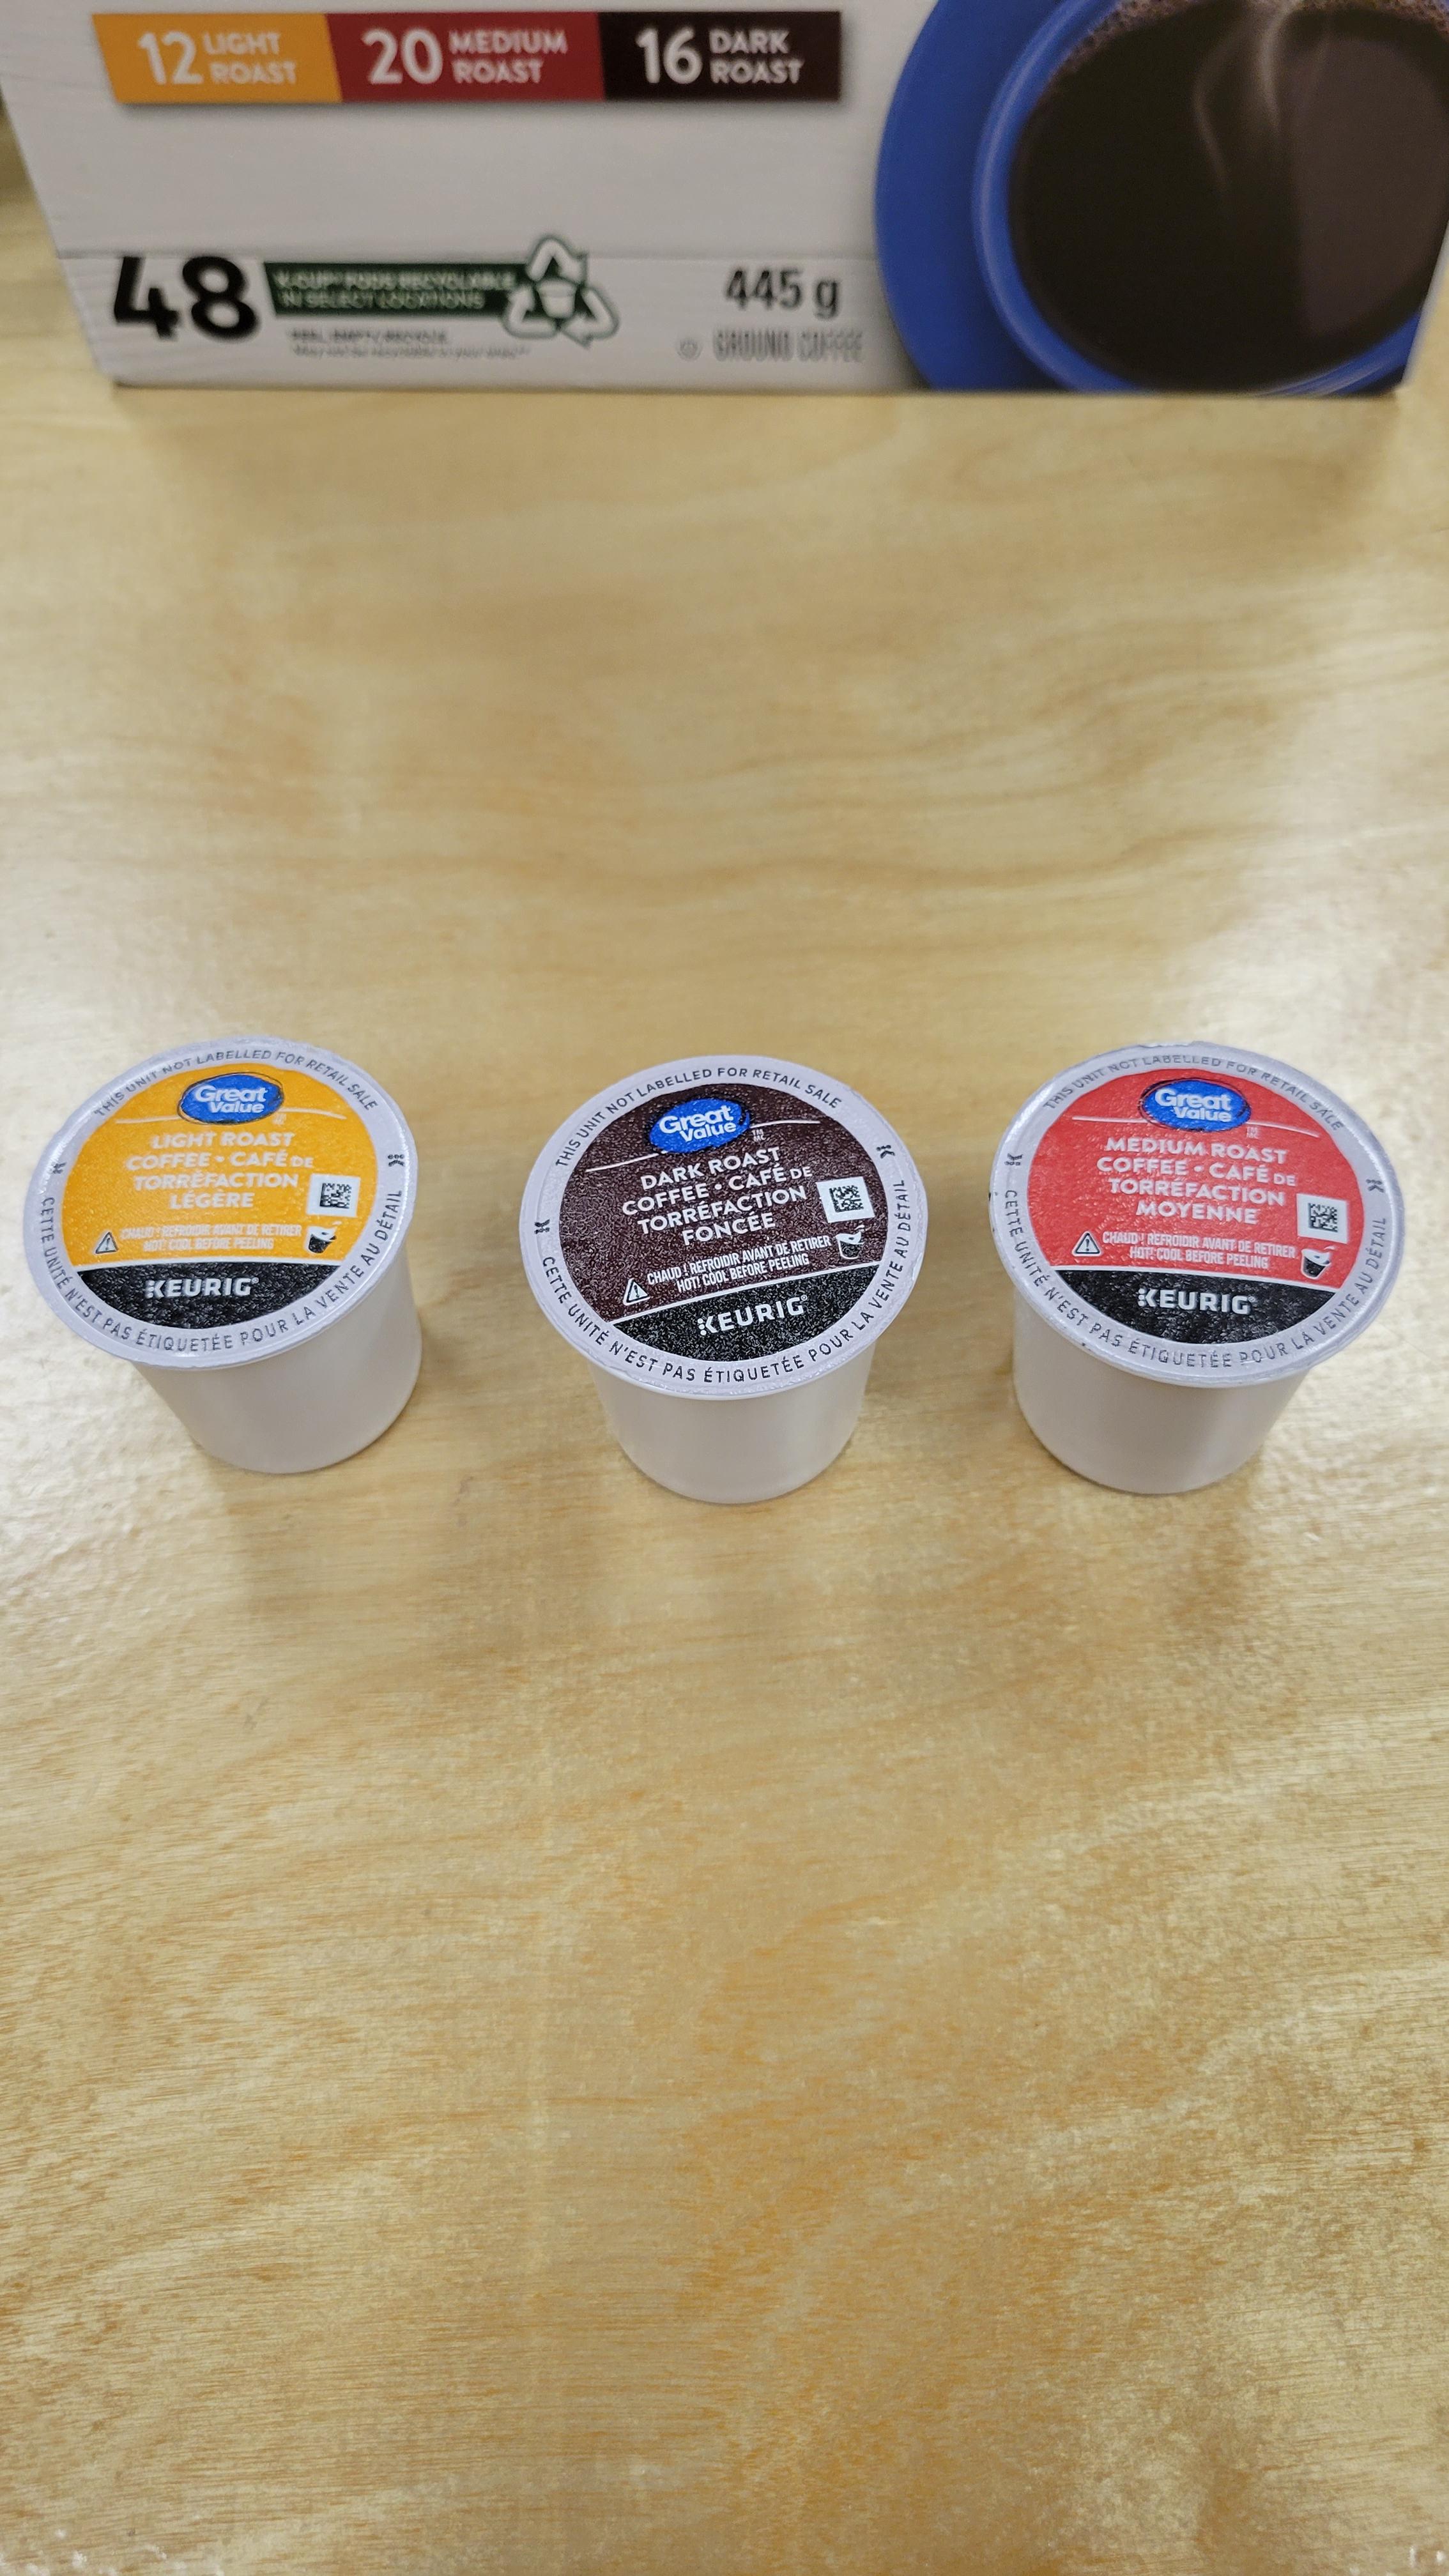 12 LIGHT ROAST
20 MEDIUM ROAST
16 DARK ROAST
48
K-CUP® PODS RECYCLABLE
IN SELECT LOCATIONS
445 g
GROUND COFFEE
THIS UNIT NOT LABELLED FOR RETAIL SALE
Great
Value
LIGHT ROAST
COFFEE • CAFÉ DE
TORRÉFACTION
LÉGÈRE
CHAUD ! REFROIDIR AVANT DE RETIRER
HOT! COOL BEFORE PEELING
KEURIG®
CETTE UNITÉ N'EST PAS ÉTIQUETÉE POUR LA VENTE AU DÉTAIL
THIS UNIT NOT LABELLED FOR RETAIL SALE
Great
Value
DARK ROAST
COFFEE • CAFÉ DE
TORRÉFACTION
FONCÉE
CHAUD ! REFROIDIR AVANT DE RETIRER
HOT! COOL BEFORE PEELING
KEURIG®
CETTE UNITÉ N'EST PAS ÉTIQUETÉE POUR LA VENTE AU DÉTAIL
THIS UNIT NOT LABELLED FOR RETAIL SALE
Great
Value
MEDIUM ROAST
COFFEE • CAFÉ DE
TORRÉFACTION
MOYENNE
CHAUD ! REFROIDIR AVANT DE RETIRER
HOT! COOL BEFORE PEELING
KEURIG®
CETTE UNITÉ N'EST PAS ÉTIQUETÉE POUR LA VENTE AU DÉTAIL